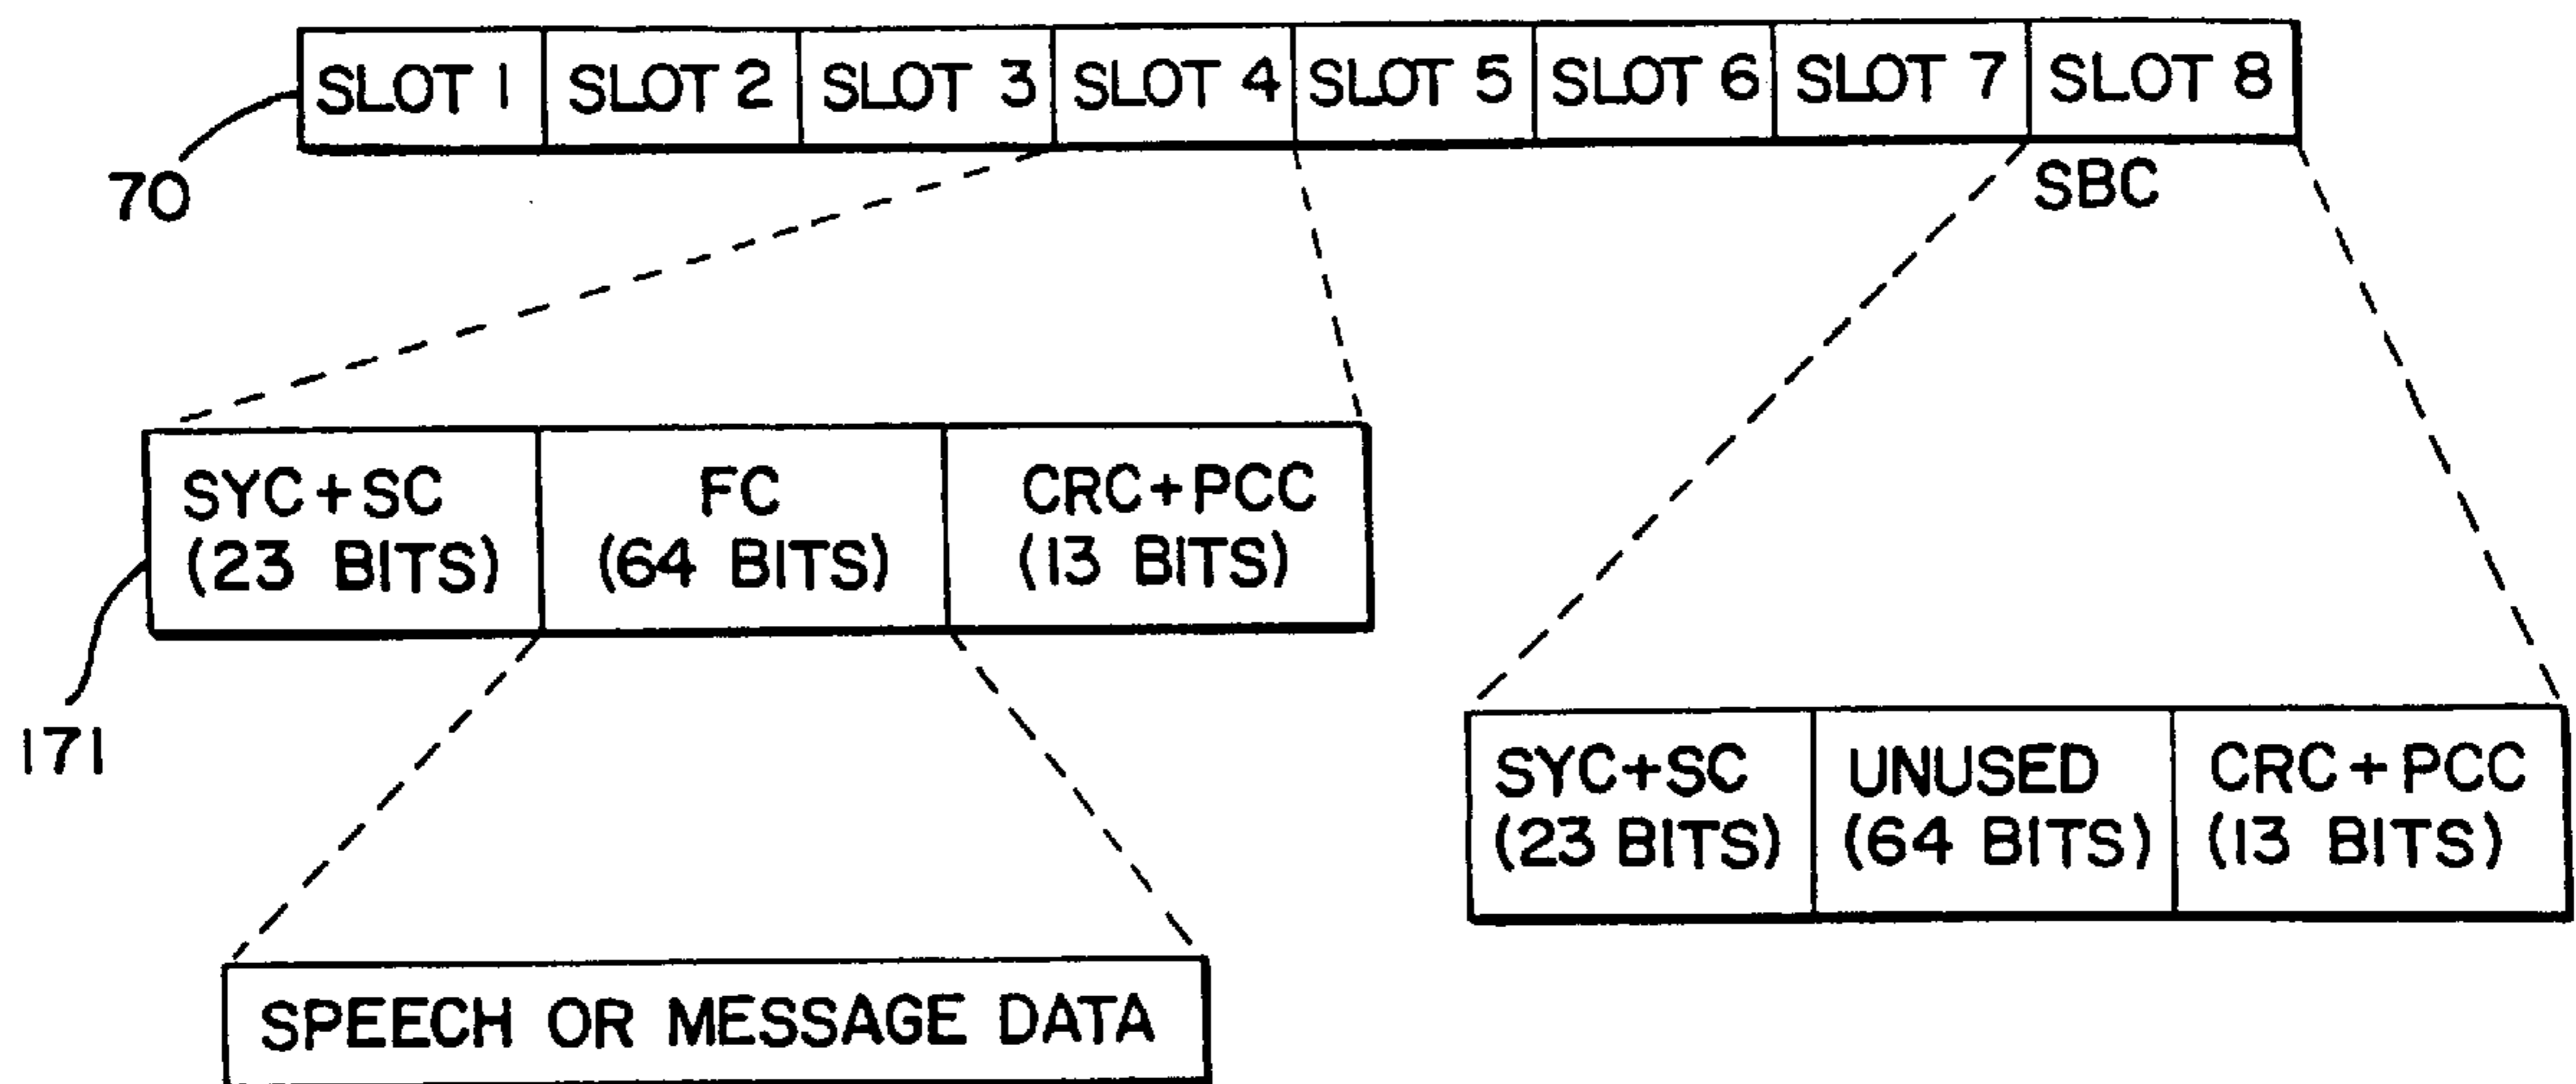 SLOT 1 SLOT 2 SLOT 3 SLOT 4 SLOT 5 SLOT 6 SLOT 7 SLOT 8
70
SBC
SYC+SC
(23 BITS)
FC
(64 BITS)
CRC+PCC
(13 BITS)
171
SYC+SC
(23 BITS)
UNUSED
(64 BITS)
CRC+PCC
(13 BITS)
SPEECH OR MESSAGE DATA